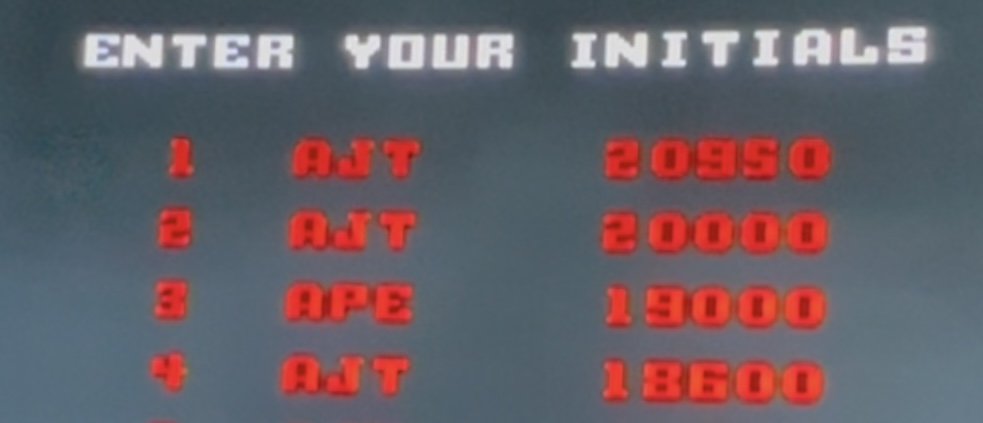 ENTER YOUR INITIALS
1 AJT 20950
2 AJT 20000
3 APE 19000
4 AJT 18600